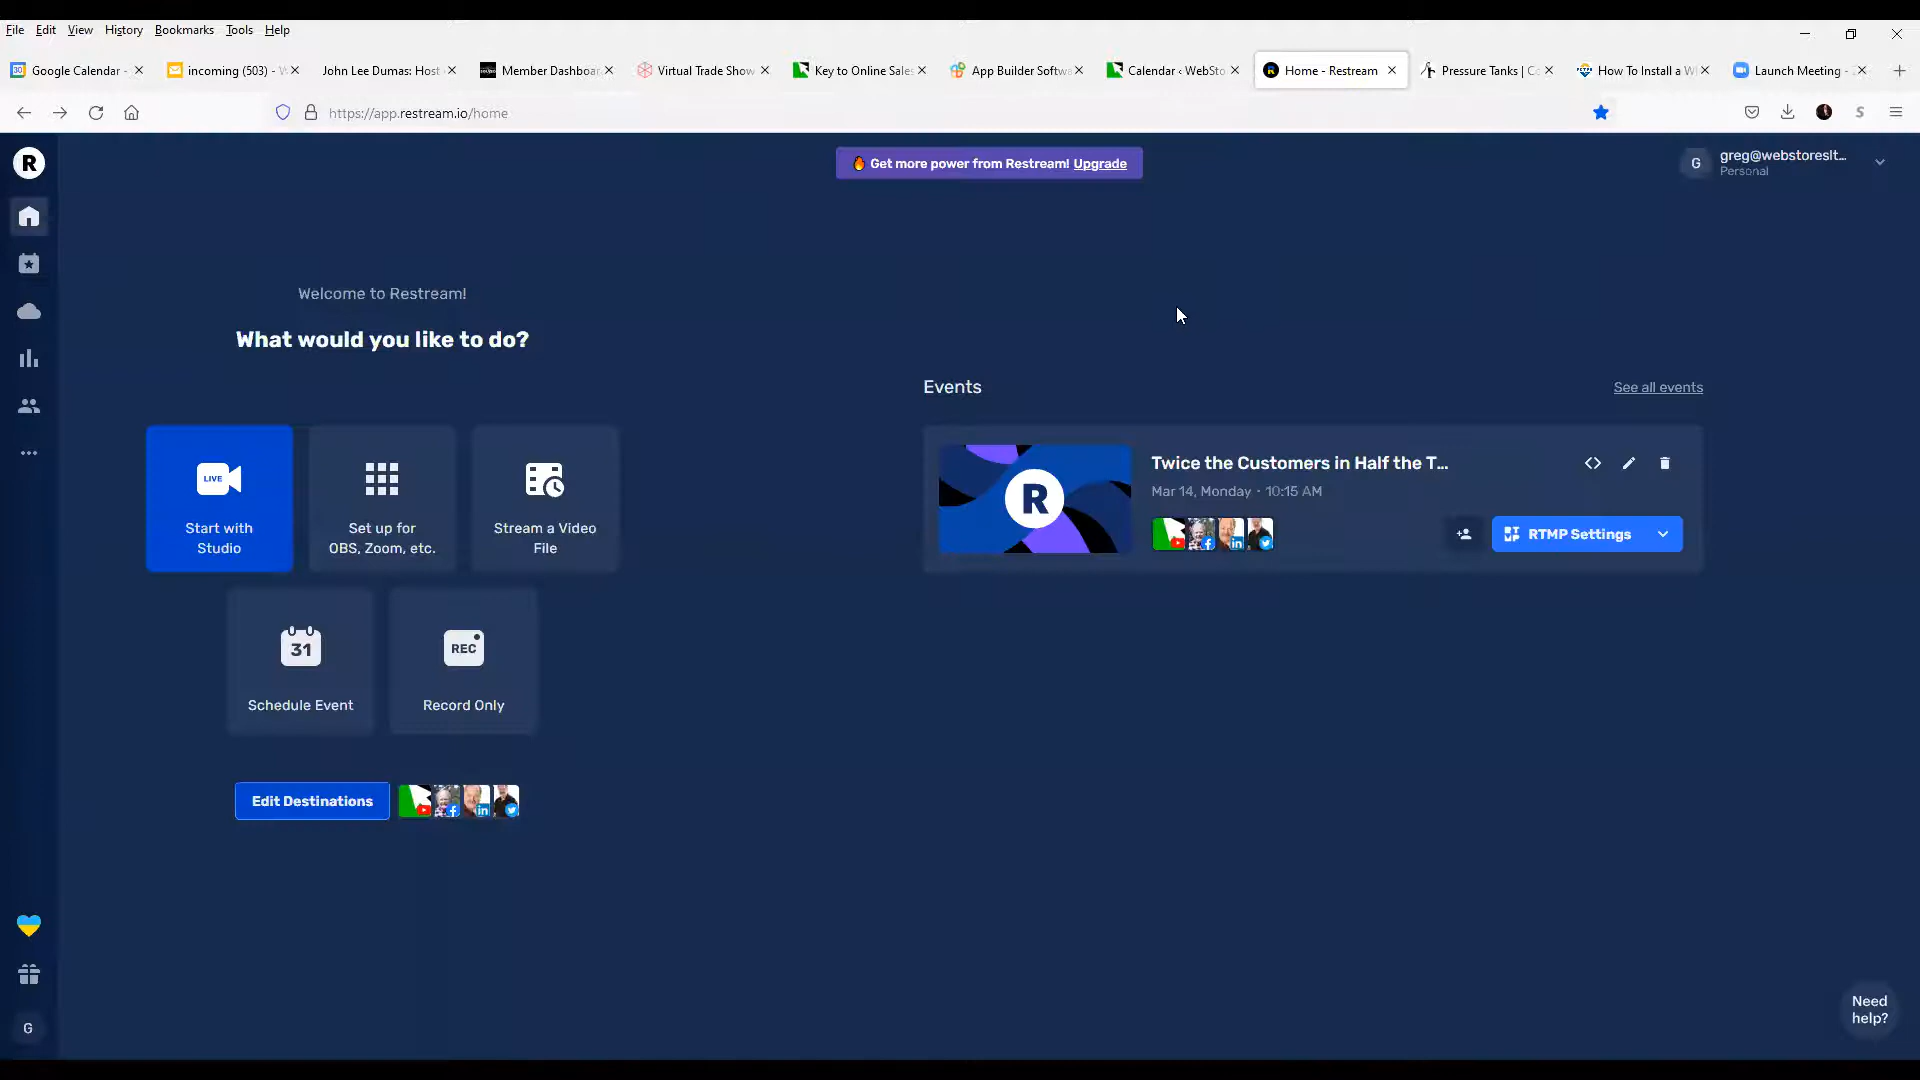 File Edit View History Bookmarks Tools Help
Google Calendar - incoming (503) - John Lee Dumas: Host Member Dashboar Virtual Trade Show Key to Online Sales App Builder Softwa Calendar ‹ WebSto Home - Restream Pressure Tanks | Co How To Install a W Launch Meeting -
https://app.restream.io/home
R
🔥 Get more power from Restream! Upgrade
G
greg@webstoreslt...
Personal
Welcome to Restream!
What would you like to do?
Events
See all events
LIVE
Start with
Studio
Set up for
OBS, Zoom, etc.
Stream a Video
File
R
Twice the Customers in Half the T...
Mar 14, Monday · 10:15 AM
RTMP Settings
31
Schedule Event
REC
Record Only
Edit Destinations
G
Need
help?